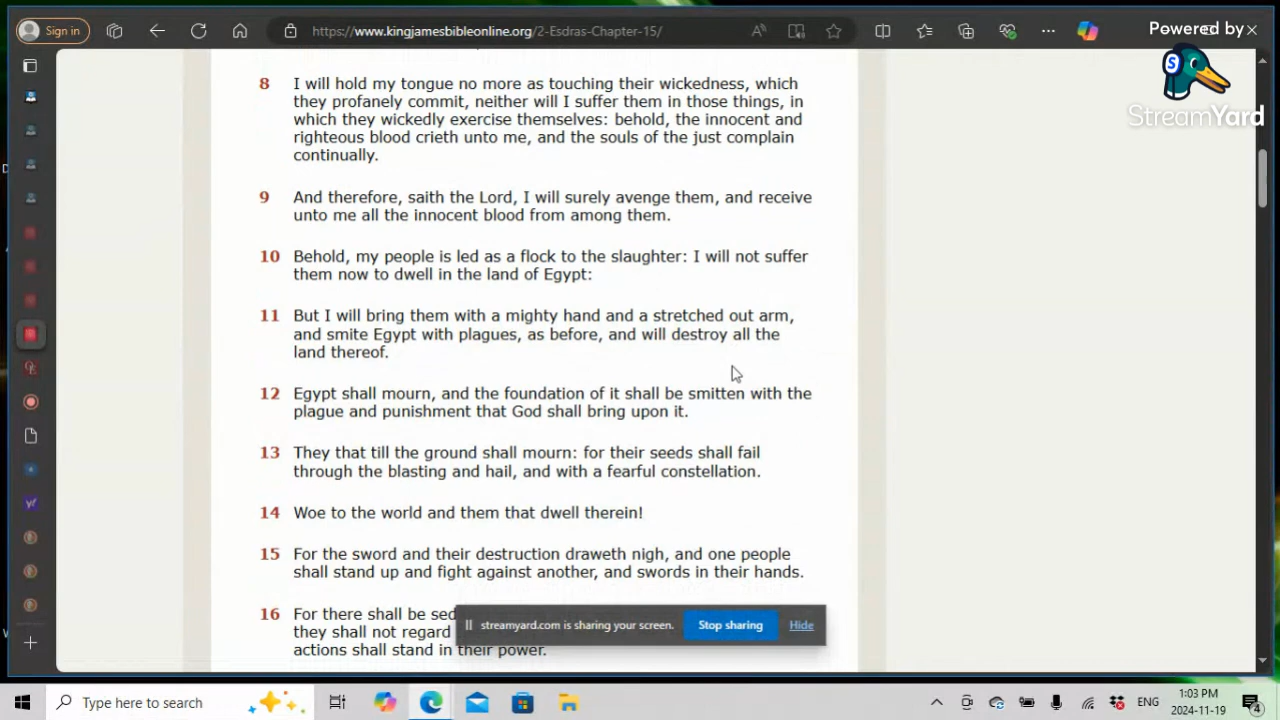 Sign in
https://www.kingjamesbibleonline.org/2-Esdras-Chapter-15/
Powered by
StreamYard
8 I will hold my tongue no more as touching their wickedness, which
they profanely commit, neither will I suffer them in those things, in
which they wickedly exercise themselves: behold, the innocent and
righteous blood crieth unto me, and the souls of the just complain
continually.
9 And therefore, saith the Lord, I will surely avenge them, and receive
unto me all the innocent blood from among them.
10 Behold, my people is led as a flock to the slaughter: I will not suffer
them now to dwell in the land of Egypt:
11 But I will bring them with a mighty hand and a stretched out arm,
and smite Egypt with plagues, as before, and will destroy all the
land thereof.
12 Egypt shall mourn, and the foundation of it shall be smitten with the
plague and punishment that God shall bring upon it.
13 They that till the ground shall mourn: for their seeds shall fail
through the blasting and hail, and with a fearful constellation.
14 Woe to the world and them that dwell therein!
15 For the sword and their destruction draweth nigh, and one people
shall stand up and fight against another, and swords in their hands.
16 For there shall be sed
they shall not regard
actions shall stand in their power.
streamyard.com is sharing your screen.
Stop sharing
Hide
Type here to search
ENG
1:03 PM
2024-11-19
4